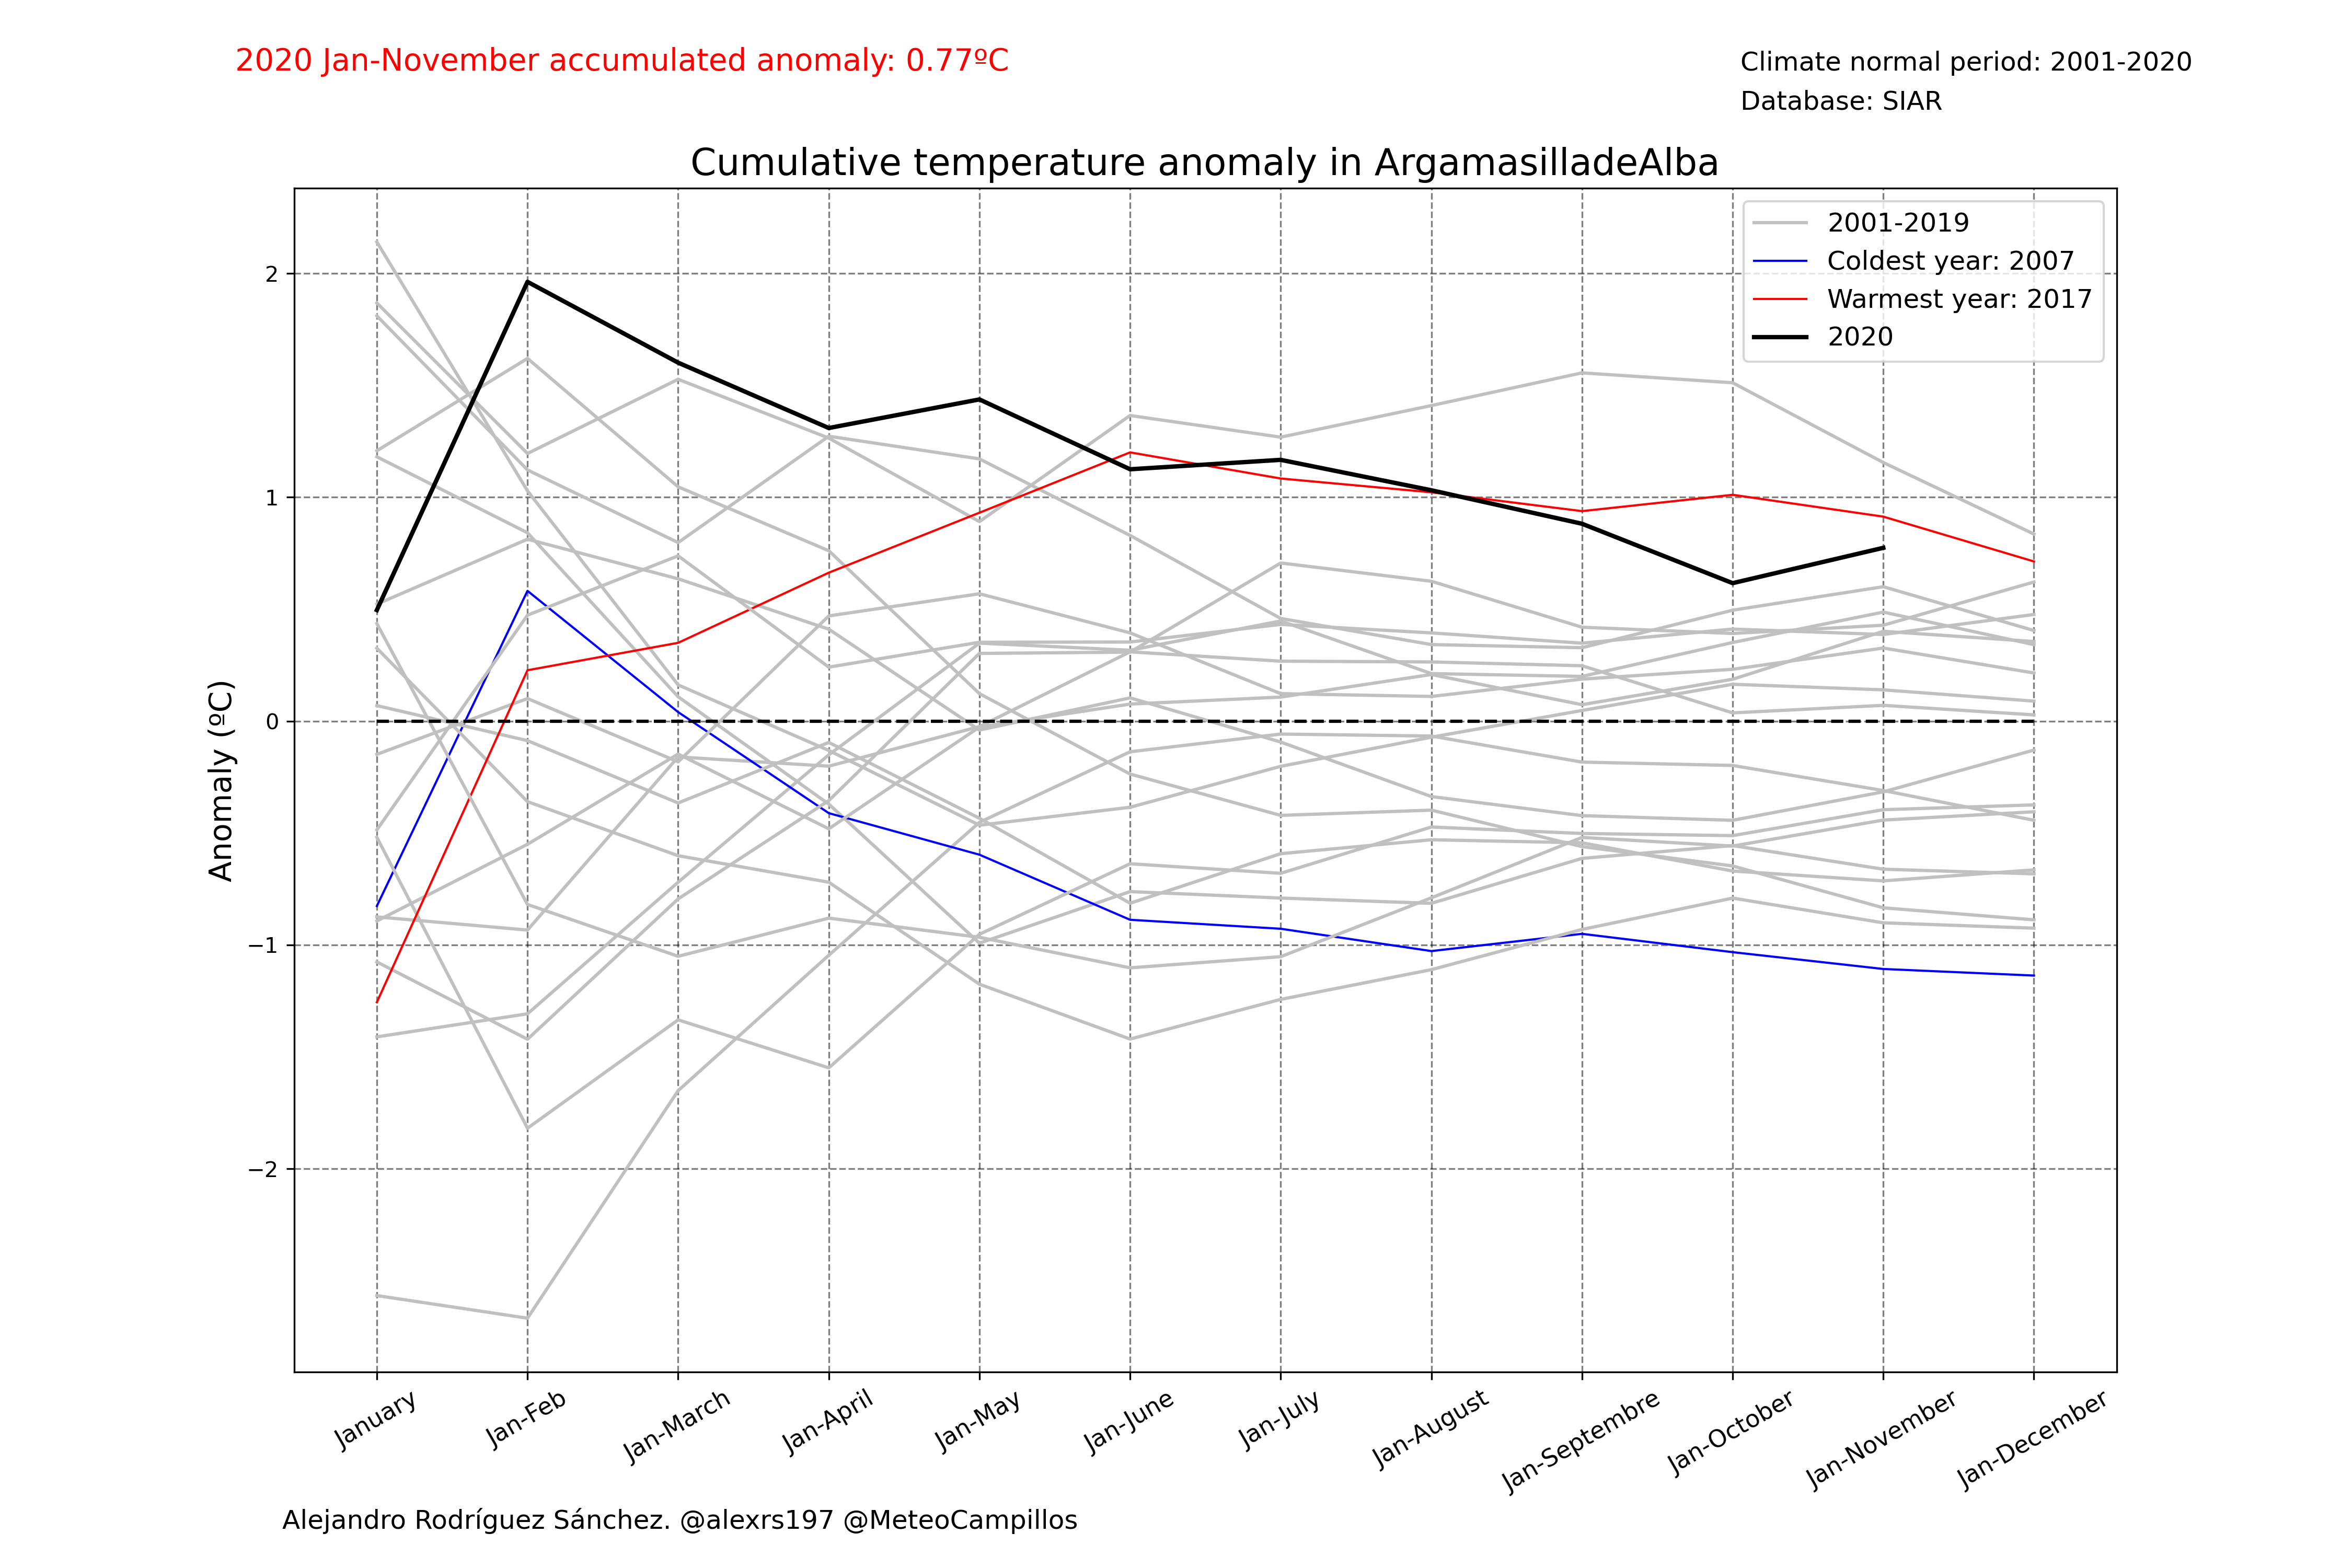 2020 Jan-November accumulated anomaly: 0.77ºC
Climate normal period: 2001-2020
Database: SIAR
Cumulative temperature anomaly in ArgamasilladeAlba
2001-2019
Coldest year: 2007
Warmest year: 2017
2020
Anomaly (ºC)
2
1
0
−1
−2
January
Jan-Feb
Jan-March
Jan-April
Jan-May
Jan-June
Jan-July
Jan-August
Jan-Septembre
Jan-October
Jan-November
Jan-December
Alejandro Rodríguez Sánchez. @alexrs197 @MeteoCampillos